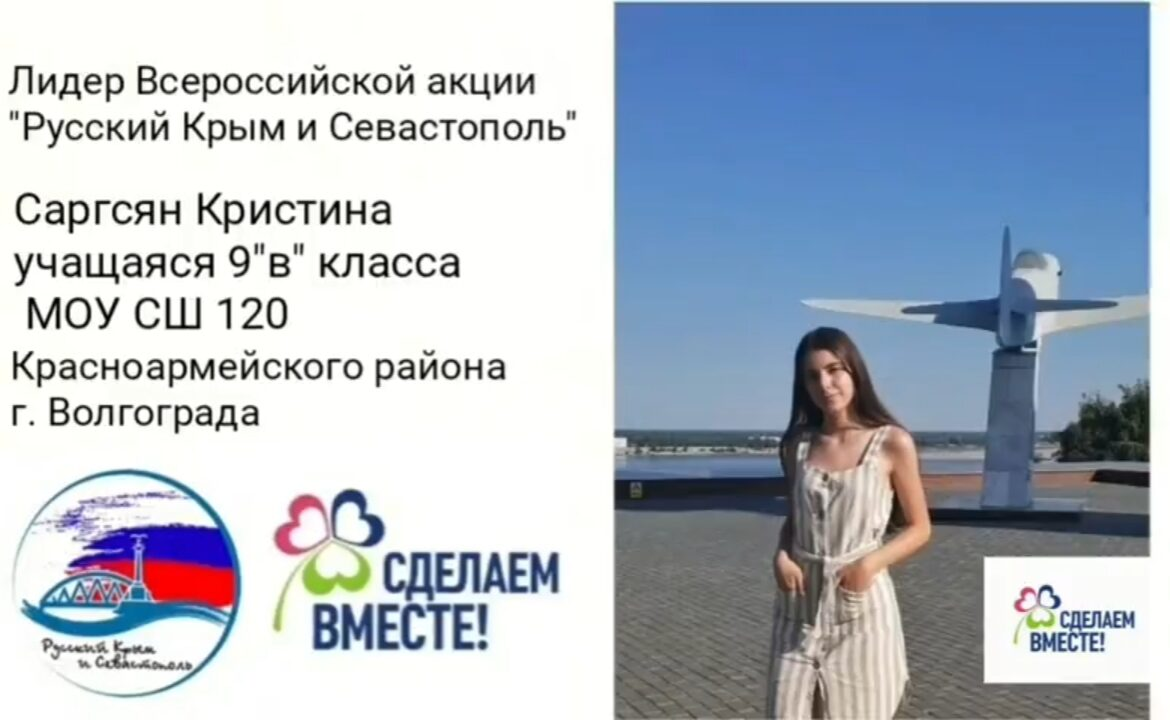 Лидер Всероссийской акции
"Русский Крым и Севастополь"
Саргсян Кристина
учащаяся 9"в" класса
МОУ СШ 120
Красноармейского района
г. Волгограда
Русский Крым
и Севастополь
СДЕЛАЕМ
ВМЕСТЕ!
СДЕЛАЕМ
ВМЕСТЕ!